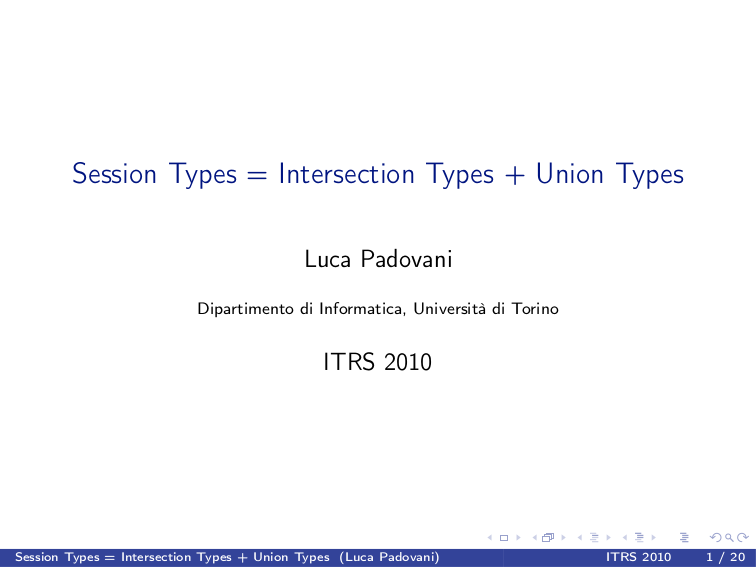 Session Types = Intersection Types + Union Types
Luca Padovani
Dipartimento di Informatica, Università di Torino
ITRS 2010
Session Types = Intersection Types + Union Types (Luca Padovani) ITRS 2010 1 / 20